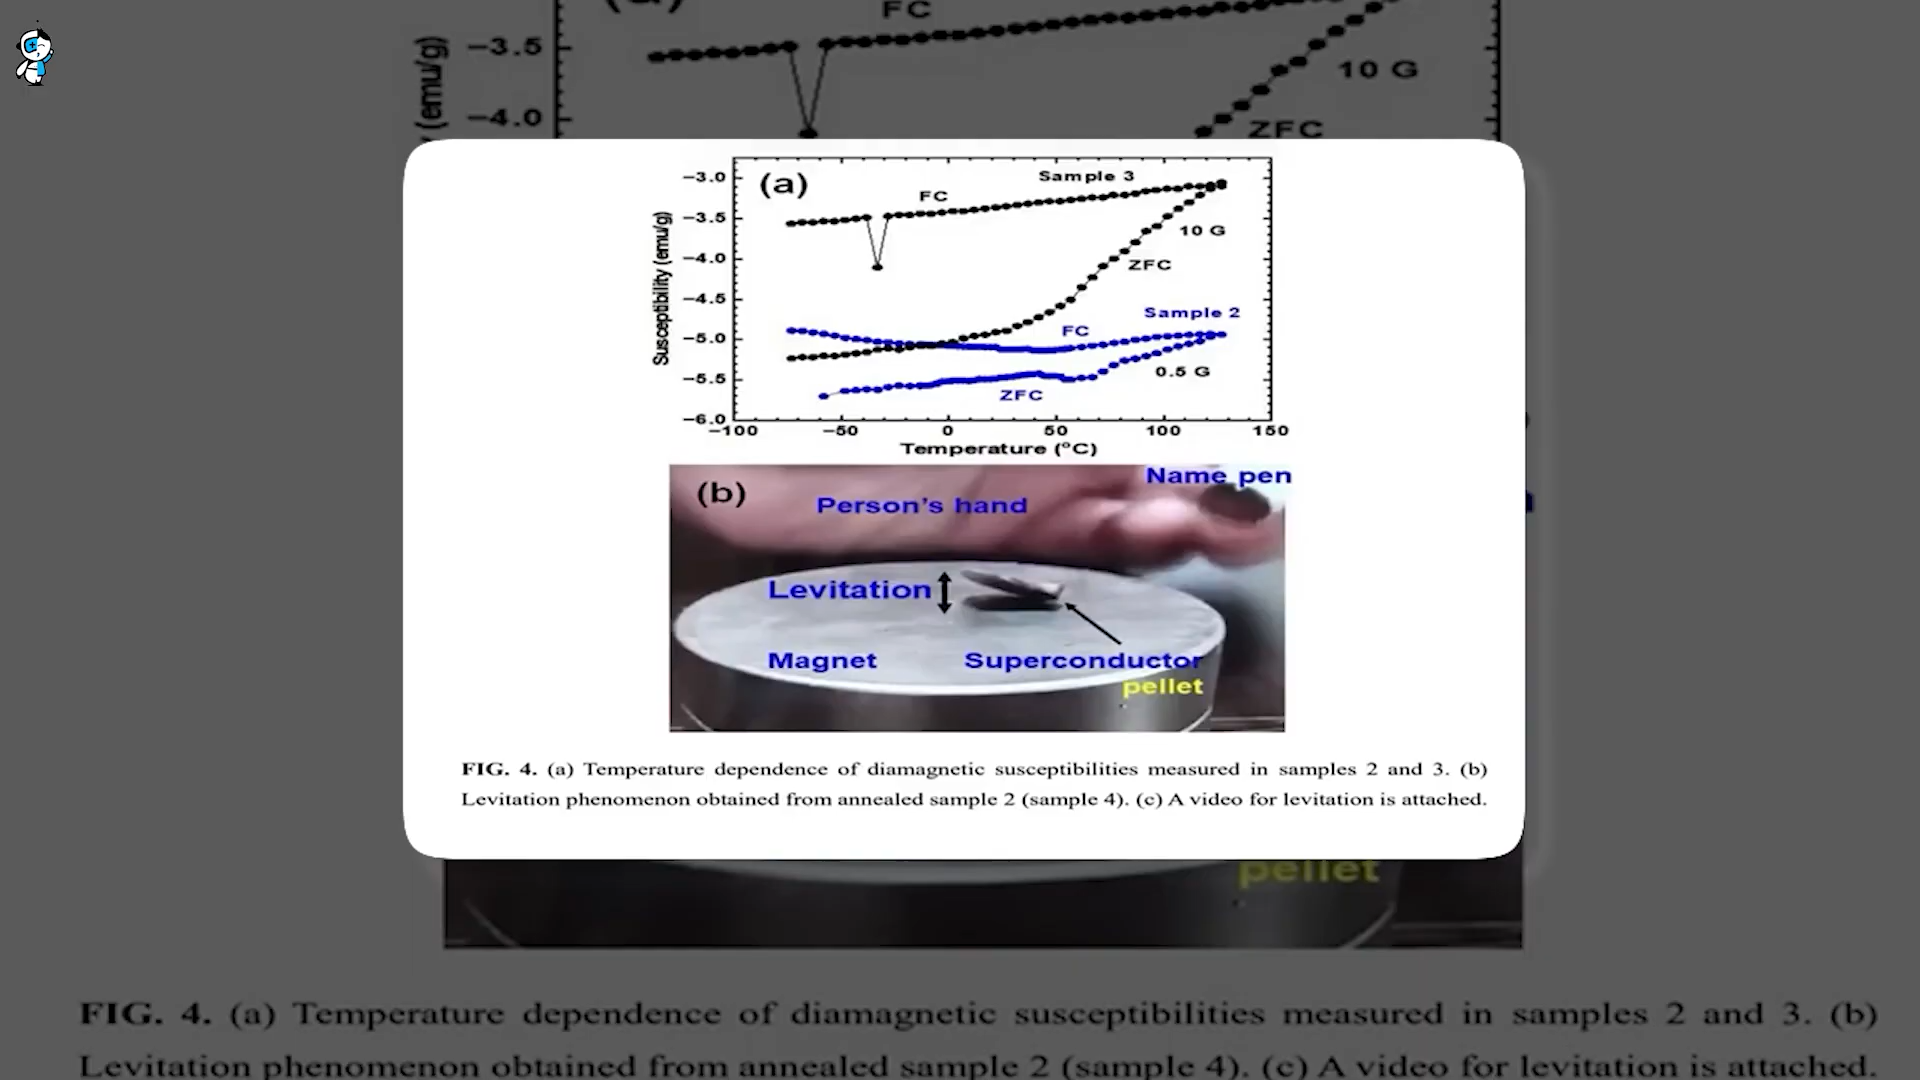 (a)
FC
−3.5
(emu/g)
10 G
−4.0
ZFC
(a)
−3.0
Sample 3
FC
−3.5
10 G
−4.0
ZFC
Susceptibility (emu/g)
−4.5
Sample 2
FC
−5.0
0.5 G
−5.5
ZFC
−6.0
−100 −50 0 50 100 150
Temperature (°C)
(b)
Name pen
Person's hand
Levitation
Magnet
Superconductor
pellet
FIG. 4. (a) Temperature dependence of diamagnetic susceptibilities measured in samples 2 and 3. (b)
Levitation phenomenon obtained from annealed sample 2 (sample 4). (c) A video for levitation is attached.
pellet
FIG. 4. (a) Temperature dependence of diamagnetic susceptibilities measured in samples 2 and 3. (b)
Levitation phenomenon obtained from annealed sample 2 (sample 4). (c) A video for levitation is attached.